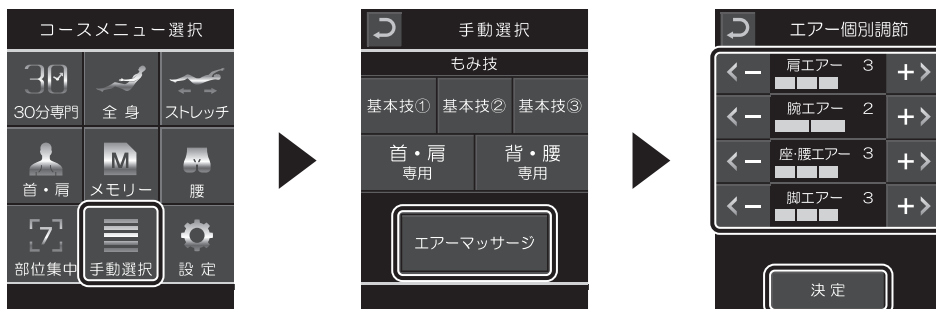 コースメニュー選択
30
30分専門
全身
ストレッチ
首・肩
M
メモリー
腰
7
部位集中
手動選択
設定
手動選択
もみ技
基本技① 基本技② 基本技③
首・肩
専用
背・腰
専用
エアーマッサージ
エアー個別調節
肩エアー 3
腕エアー 2
座・腰エアー 3
脚エアー 3
決定